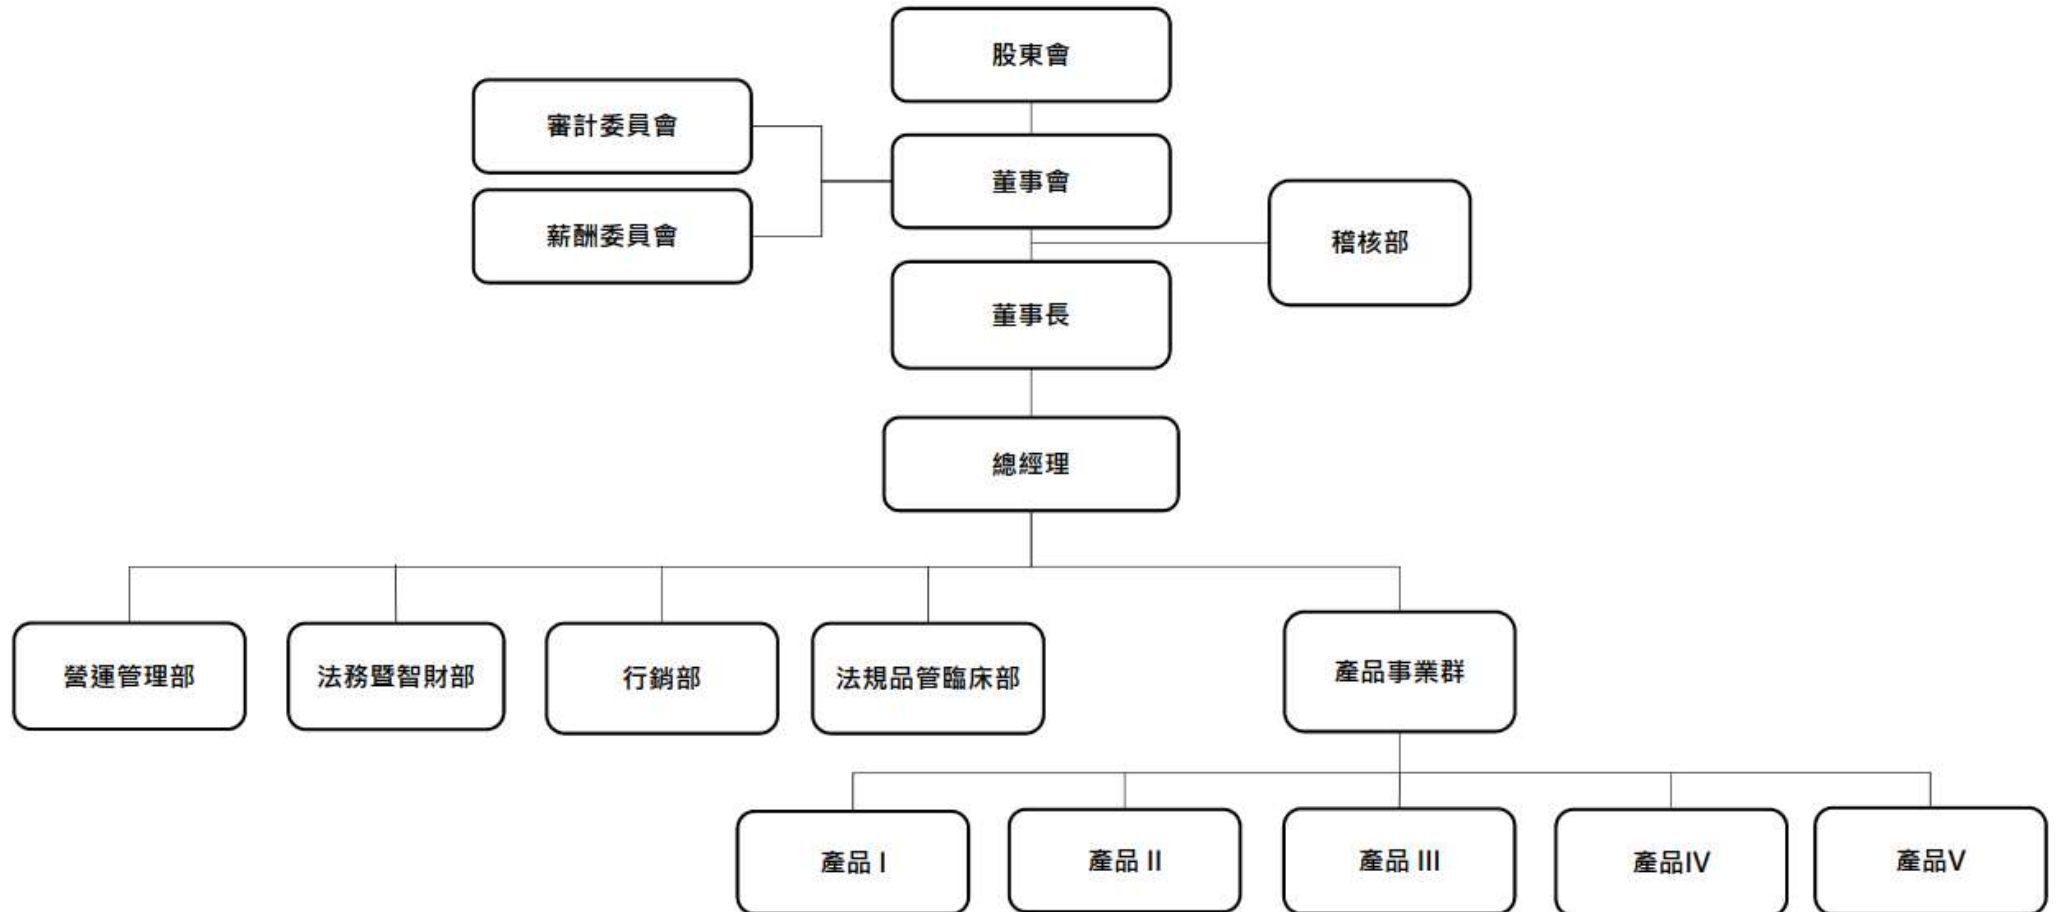 股東會
審計委員會
董事會
薪酬委員會
稽核部
董事長
總經理
營運管理部
法務暨智財部
行銷部
法規品管臨床部
產品事業群
產品 I
產品 II
產品 III
產品IV
產品V